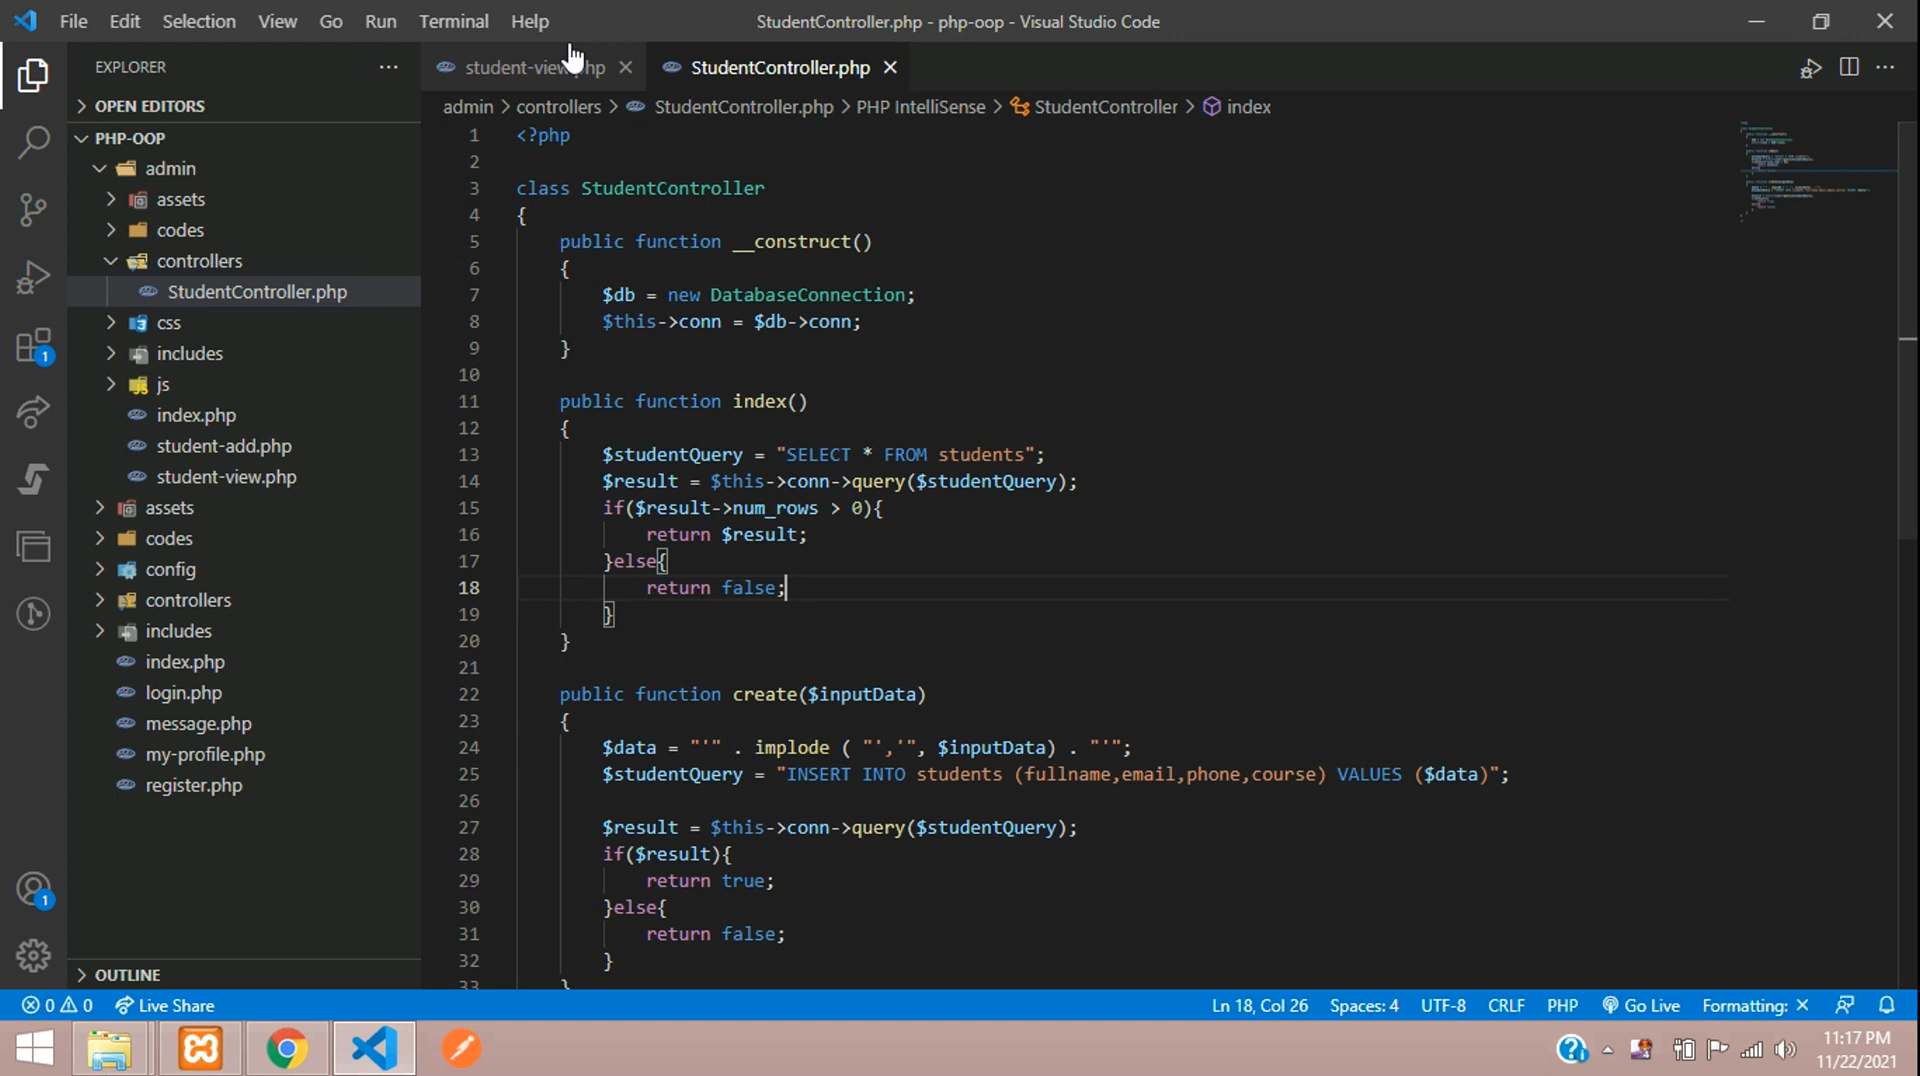 File Edit Selection View Go Run Terminal Help StudentController.php - php-oop - Visual Studio Code
EXPLORER
student-view.php StudentController.php
OPEN EDITORS
admin > controllers > StudentController.php > PHP IntelliSense > StudentController > index
PHP-OOP
admin
assets
codes
controllers
StudentController.php
css
includes
js
index.php
student-add.php
student-view.php
assets
codes
config
controllers
includes
index.php
login.php
message.php
my-profile.php
register.php
OUTLINE
1 <?php
2
3 class StudentController
4 {
5 public function __construct()
6 {
7 $db = new DatabaseConnection;
8 $this->conn = $db->conn;
9 }
10
11 public function index()
12 {
13 $studentQuery = "SELECT * FROM students";
14 $result = $this->conn->query($studentQuery);
15 if($result->num_rows > 0){
16 return $result;
17 }else{
18 return false;
19 }
20 }
21
22 public function create($inputData)
23 {
24 $data = "'" . implode ( "','", $inputData) . "'";
25 $studentQuery = "INSERT INTO students (fullname,email,phone,course) VALUES ($data)";
26
27 $result = $this->conn->query($studentQuery);
28 if($result){
29 return true;
30 }else{
31 return false;
32 }
33 }
1
1
0 0 Live Share Ln 18, Col 26 Spaces: 4 UTF-8 CRLF PHP Go Live Formatting: ×
11:17 PM
11/22/2021